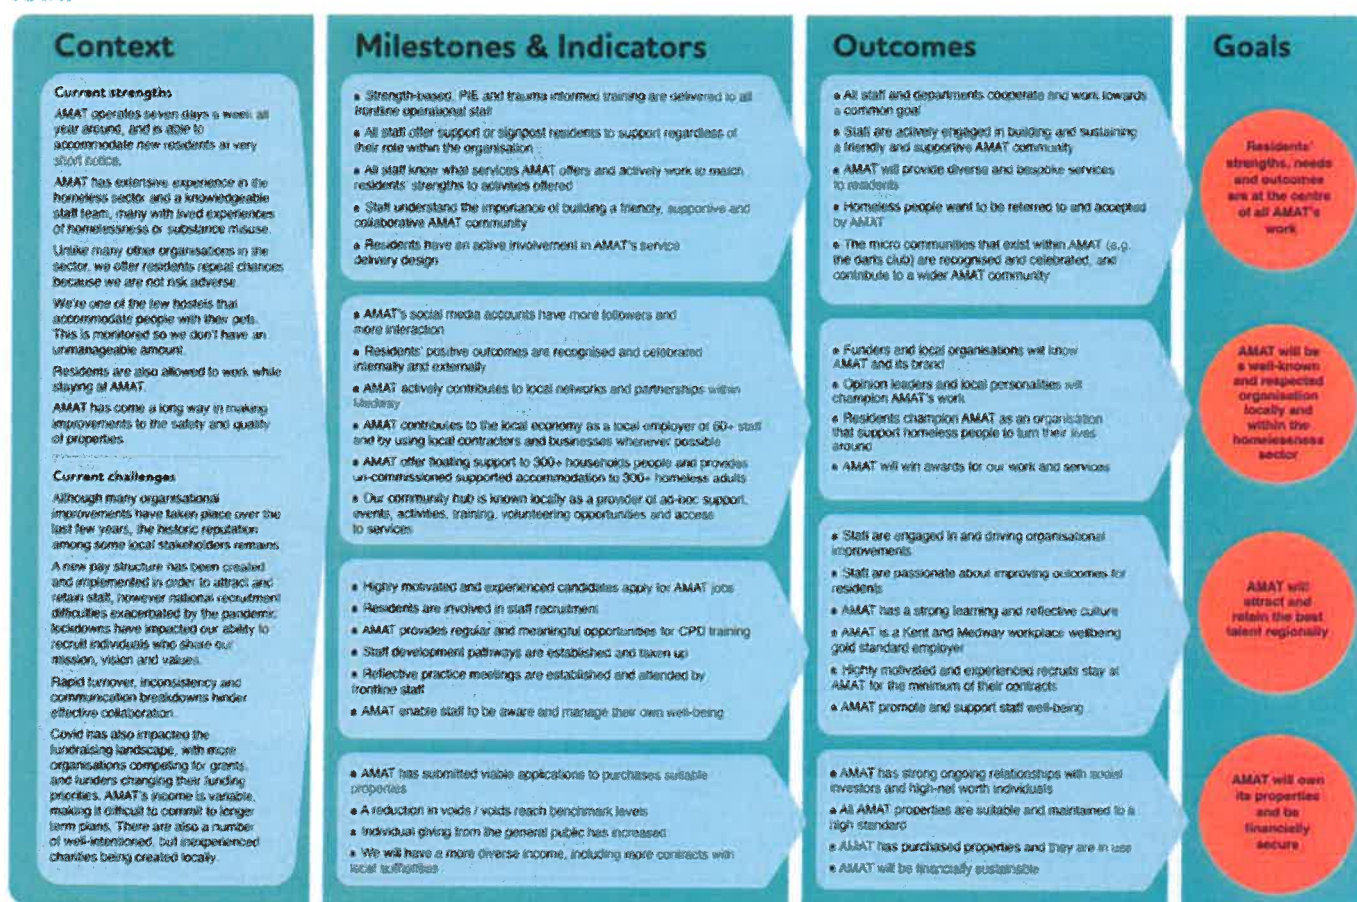 Context
Current strengths
AMAT operates seven days a week all
year around, and is able to
accommodate new residents at very
short notice.
AMAT has extensive experience in the
homeless sector and a knowledgeable
staff team, many with lived experiences
of homelessness or substance misuse.
Unlike many other organisations in the
sector, we offer residents repeat chances
because we are not risk adverse.
We're one of the few hostels that
accommodate people with their pets.
This is monitored so we don't have an
unmanageable amount.
Residents are also allowed to work while
staying at AMAT.
AMAT has come a long way in making
improvements to the safety and quality
of properties.
Current challenges
Although many organisational
improvements have taken place over the
last few years, the historic reputation
among some local stakeholders remains.
A new pay structure has been created
and implemented in order to attract and
retain staff, however national recruitment
difficulties exacerbated by the pandemic
lockdowns have impacted our ability to
recruit individuals who share our
mission, vision and values.
Rapid turnover, inconsistency and
communication breakdowns hinder
effective collaboration.
Covid has also impacted the
fundraising landscape, with more
organisations competing for grants,
and funders changing their funding
priorities. AMAT's income is variable,
making it difficult to commit to longer
term plans. There are also a number
of well-intentioned, but inexperienced
charities being created locally.
Milestones & Indicators
• Strength-based, PIE and trauma informed training are delivered to all
frontline operational staff
• All staff offer support or signpost residents to support regardless of
their role within the organisation
• All staff know what services AMAT offers and actively work to match
residents' strengths to activities offered
• Staff understand the importance of building a friendly, supportive and
collaborative AMAT community
• Residents have an active involvement in AMAT's service
delivery design
• AMAT's social media accounts have more followers and
more interaction
• Residents' positive outcomes are recognised and celebrated
internally and externally
• AMAT actively contributes to local networks and partnerships within
Medway
• AMAT contributes to the local economy as a local employer of 60+ staff
and by using local contractors and businesses whenever possible
• AMAT offer floating support to 300+ households people and provides
un-commissioned supported accommodation to 300+ homeless adults
• Our community hub is known locally as a provider of ad-hoc support,
events, activities, training, volunteering opportunities and access
to services
• Highly motivated and experienced candidates apply for AMAT jobs
• Residents are involved in staff recruitment
• AMAT provides regular and meaningful opportunities for CPD training
• Staff development pathways are established and taken up
• Reflective practice meetings are established and attended by
frontline staff
• AMAT enable staff to be aware and manage their own well-being
• AMAT has submitted viable applications to purchases suitable
properties
• A reduction in voids / voids reach benchmark levels
• Individual giving from the general public has increased
• We will have a more diverse income, including more contracts with
local authorities
Outcomes
• All staff and departments cooperate and work towards
a common goal
• Staff are actively engaged in building and sustaining
a friendly and supportive AMAT community
• AMAT will provide diverse and bespoke services
to residents
• Homeless people want to be referred to and accepted
by AMAT
• The micro communities that exist within AMAT (e.g.
the darts club) are recognised and celebrated, and
contribute to a wider AMAT community
• Funders and local organisations will know
AMAT and its brand
• Opinion leaders and local personalities will
champion AMAT's work
• Residents champion AMAT as an organisation
that support homeless people to turn their lives
around
• AMAT will win awards for our work and services
• Staff are engaged in and driving organisational
improvements
• Staff are passionate about improving outcomes for
residents
• AMAT has a strong learning and reflective culture
• AMAT is a Kent and Medway workplace wellbeing
gold standard employer
• Highly motivated and experienced recruits stay at
AMAT for the minimum of their contracts
• AMAT promote and support staff well-being
• AMAT has strong ongoing relationships with social
investors and high-net worth individuals
• All AMAT properties are suitable and maintained to a
high standard
• AMAT has purchased properties and they are in use
• AMAT will be financially sustainable
Goals
Residents'
strengths, needs
and outcomes
are at the centre
of all AMAT's
work
AMAT will be
a well-known
and respected
organisation
locally and
within the
homelessness
sector
AMAT will
attract and
retain the best
talent regionally
AMAT will own
its properties
and be
financially
secure